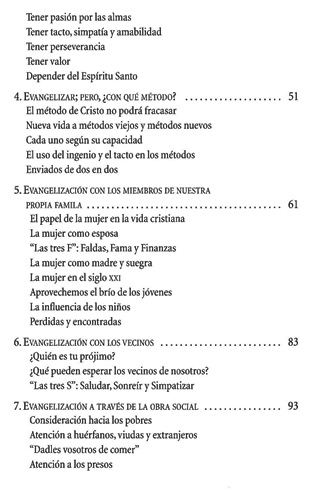 Tener pasión por las almas
Tener tacto, simpatía y amabilidad
Tener perseverancia
Tener valor
Depender del Espíritu Santo
4. Evangelizar; pero, ¿con qué método? .................. 51
El método de Cristo no podrá fracasar
Nueva vida a métodos viejos y métodos nuevos
Cada uno según su capacidad
El uso del ingenio y el tacto en los métodos
Enviados de dos en dos
5. Evangelización con los miembros de nuestra
propia famila .................................... 61
El papel de la mujer en la vida cristiana
La mujer como esposa
“Las tres F”: Faldas, Fama y Finanzas
La mujer como madre y suegra
La mujer en el siglo XXI
Aprovechemos el brío de los jóvenes
La influencia de los niños
Perdidas y encontradas
6. Evangelización con los vecinos ........................ 83
¿Quién es tu prójimo?
¿Qué pueden esperar los vecinos de nosotros?
“Las tres S”: Saludar, Sonreír y Simpatizar
7. Evangelización a través de la obra social ............... 93
Consideración hacia los pobres
Atención a huérfanos, viudas y extranjeros
“Dadles vosotros de comer”
Atención a los presos